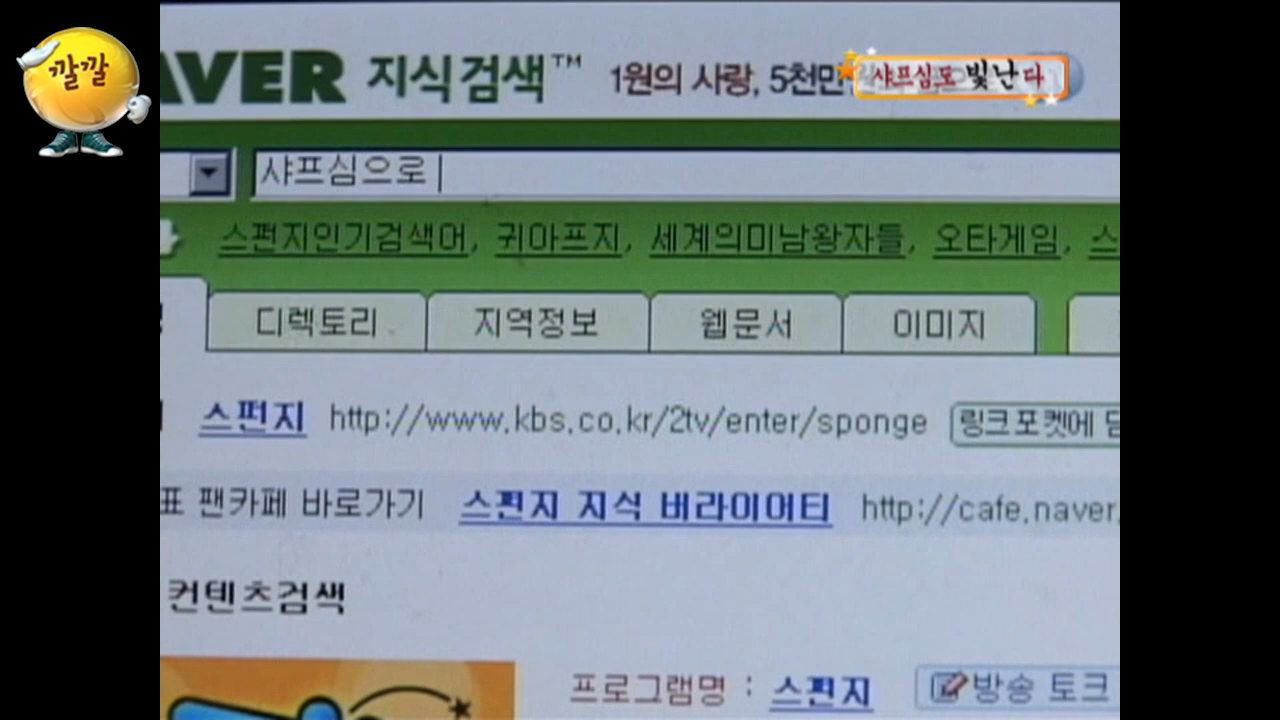 깔깔
AVER 지식검색™ 1원의 사랑, 5천만
샤프심도 빛난다
샤프심으로
스펀지인기검색어, 귀아프지, 세계의미남왕자들, 오타게임, 스
디렉토리 지역정보 웹문서 이미지
스펀지 http://www.kbs.co.kr/2tv/enter/sponge 링크포켓에 담
표 팬카페 바로가기 스펀지 지식 버라이어티 http://cafe.naver.
컨텐츠검색
프로그램명 : 스펀지 방송 토크